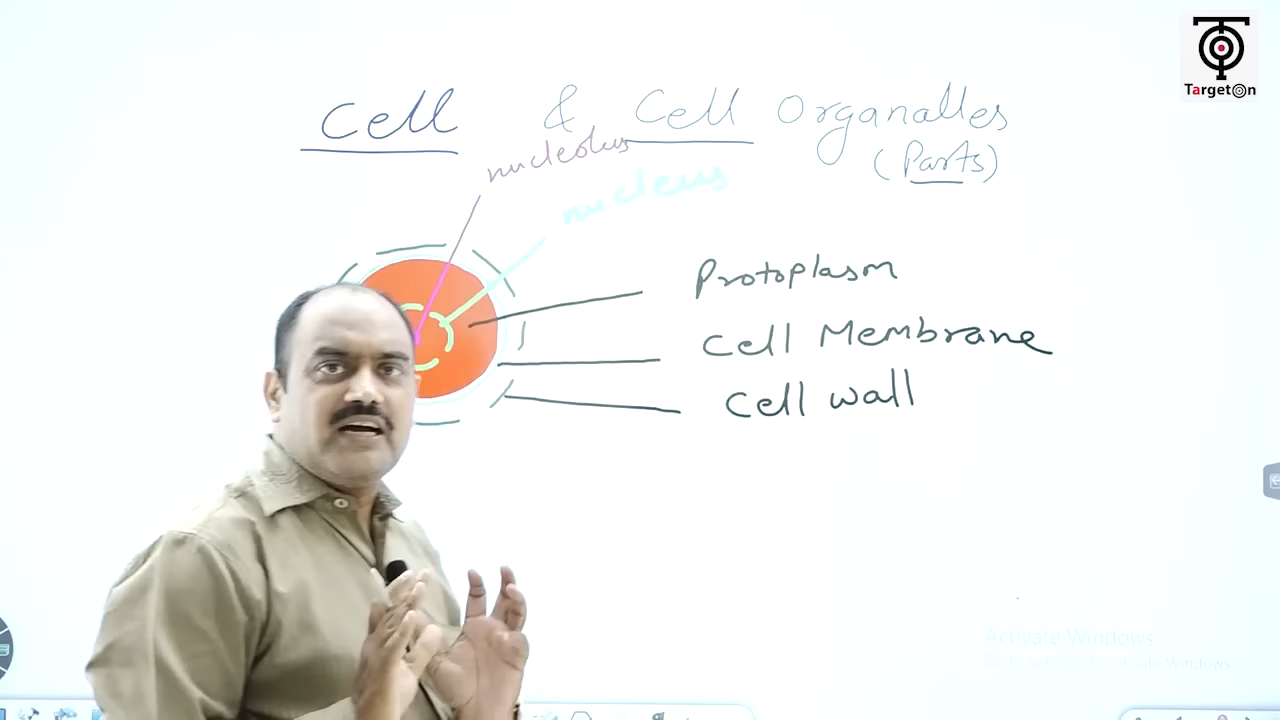 TargetOn
Cell & Cell Organalles
(Parts)
nucleolus
nucleus
Protoplasm
Cell Membrane
Cell wall
Activate Windows